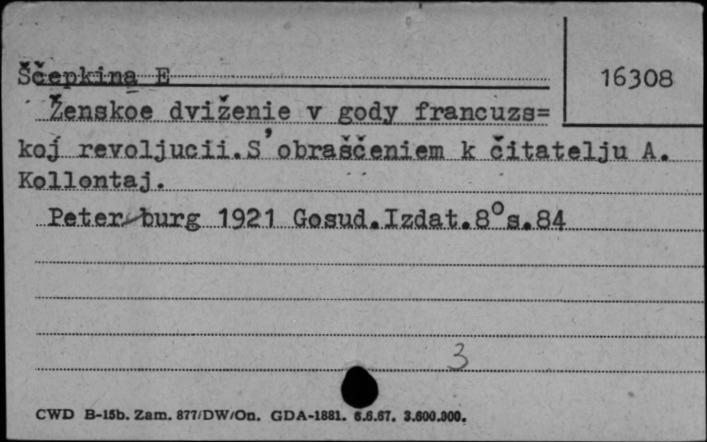 Ščepkina E
16308
Ženskoe dviženie v gody francuzs=
koj revoljucii.S'obraščeniem k čitatelju A.
Kollontaj.
Peter burg 1921 Gosud.Izdat.8°s.84
3
CWD B-15b. Zam. 877/DW/On. GDA-1881. 6.6.67. 3.600.000.